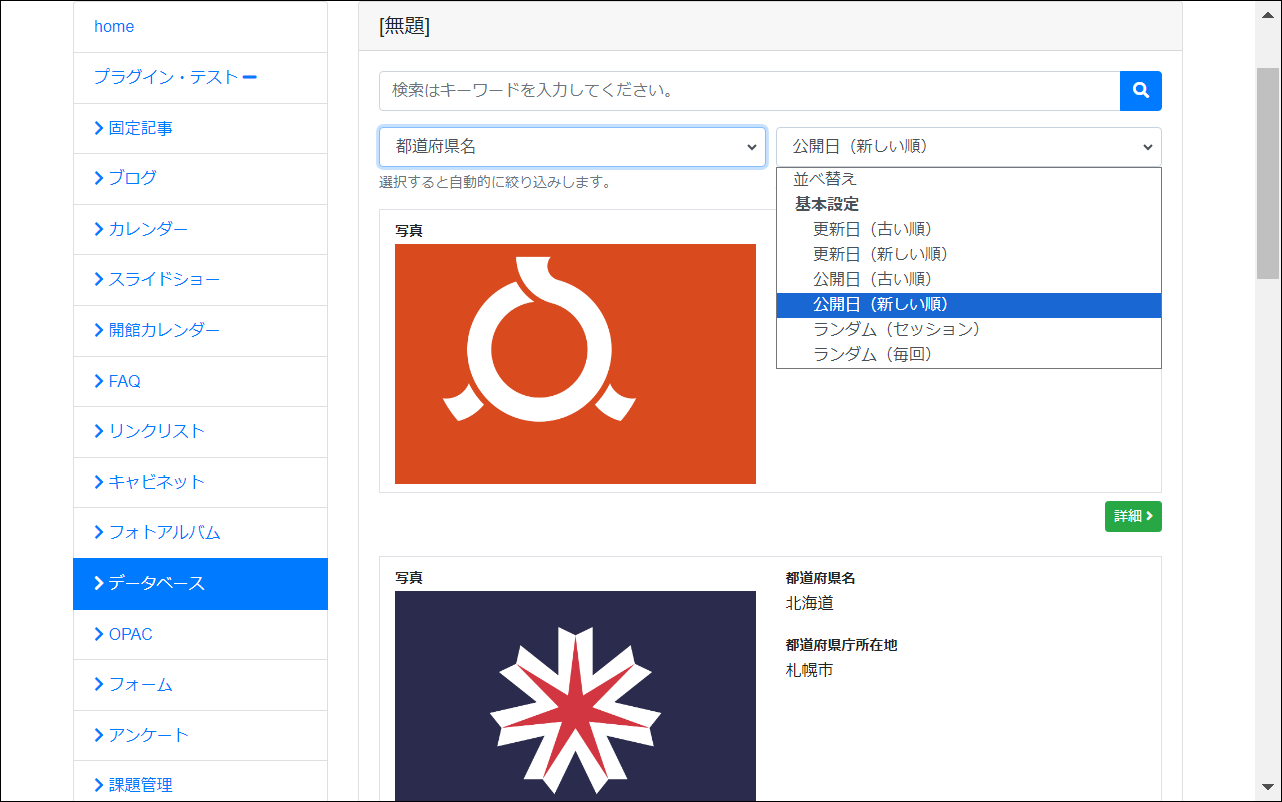 home
プラグイン・テスト
固定記事
ブログ
カレンダー
スライドショー
開館カレンダー
FAQ
リンクリスト
キャビネット
フォトアルバム
データベース
OPAC
フォーム
アンケート
課題管理
[無題]
検索はキーワードを入力してください。
都道府県名
公開日（新しい順）
選択すると自動的に絞り込みします。
並べ替え
基本設定
更新日（古い順）
更新日（新しい順）
公開日（古い順）
公開日（新しい順）
ランダム（セッション）
ランダム（毎回）
写真
詳細
写真
都道府県名
北海道
都道府県庁所在地
札幌市